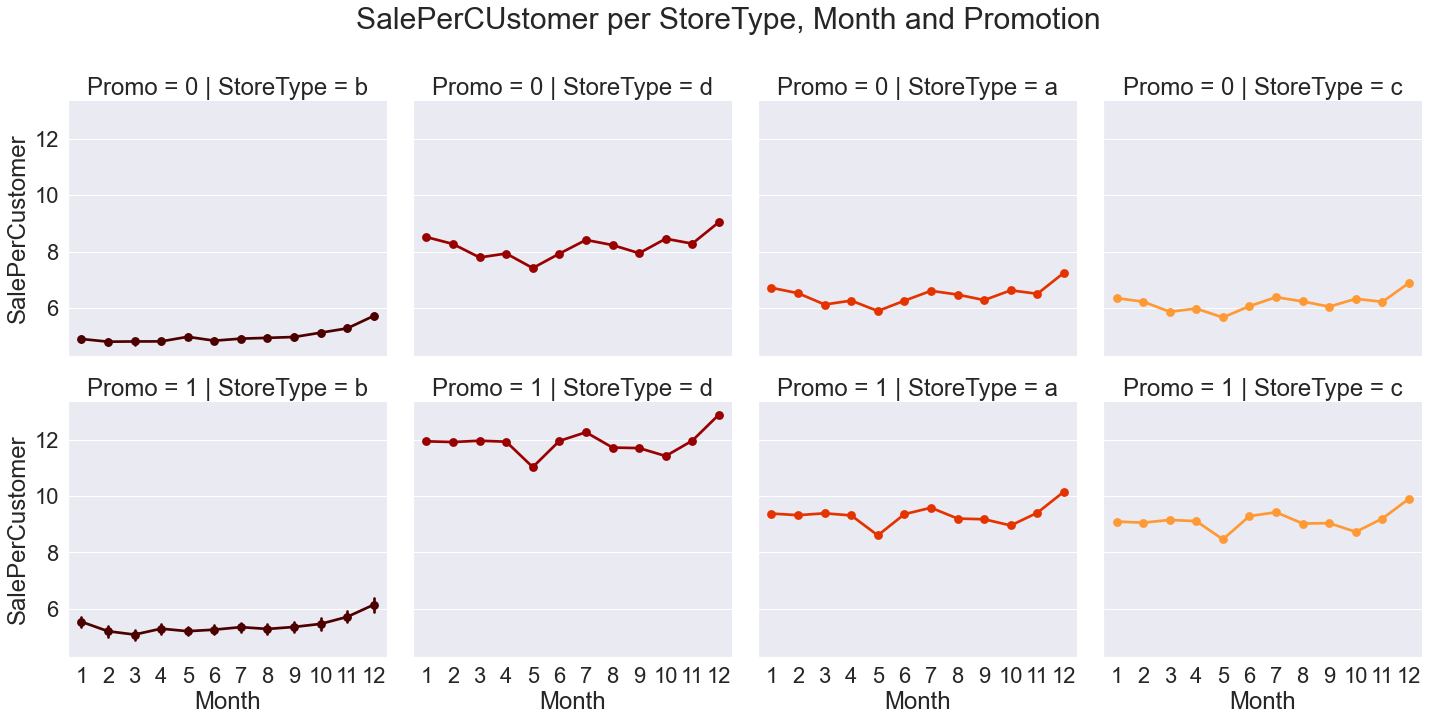 SalePerCUstomer per StoreType, Month and Promotion
Promo = 0 | StoreType = b
Promo = 0 | StoreType = d
Promo = 0 | StoreType = a
Promo = 0 | StoreType = c
SalePerCustomer
12
10
8
6
Promo = 1 | StoreType = b
Promo = 1 | StoreType = d
Promo = 1 | StoreType = a
Promo = 1 | StoreType = c
SalePerCustomer
12
10
8
6
1 2 3 4 5 6 7 8 9 10 11 12
1 2 3 4 5 6 7 8 9 10 11 12
1 2 3 4 5 6 7 8 9 10 11 12
1 2 3 4 5 6 7 8 9 10 11 12
Month
Month
Month
Month